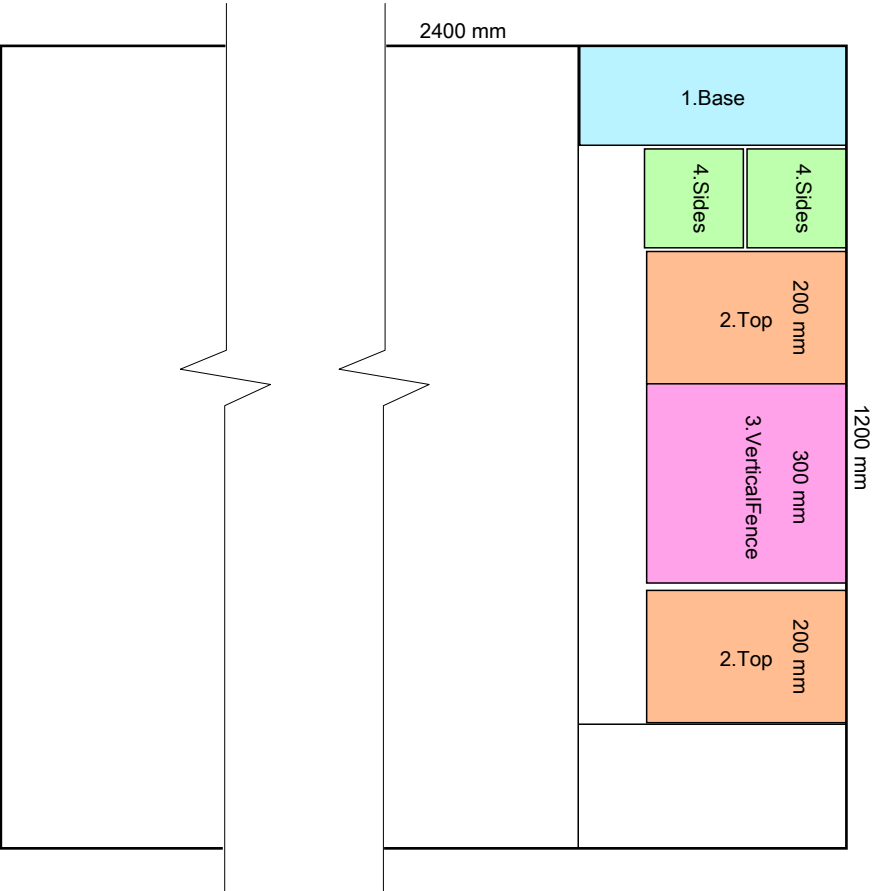 2400 mm
1.Base
4.Sides
4.Sides
2.Top
200 mm
1200 mm
3.VerticalFence
300 mm
2.Top
200 mm